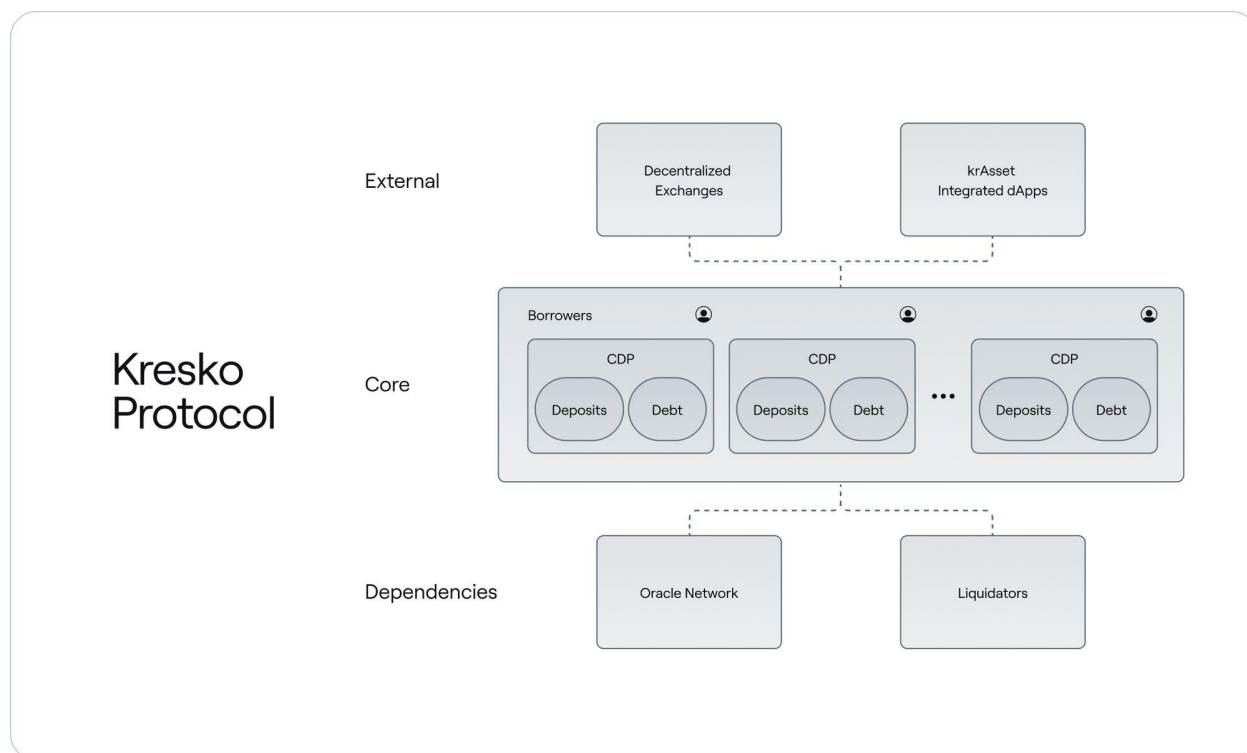 Kresko
Protocol
External
Decentralized
Exchanges
krAsset
Integrated dApps
Core
Borrowers
CDP
Deposits
Debt
CDP
Deposits
Debt
CDP
Deposits
Debt
Dependencies
Oracle Network
Liquidators